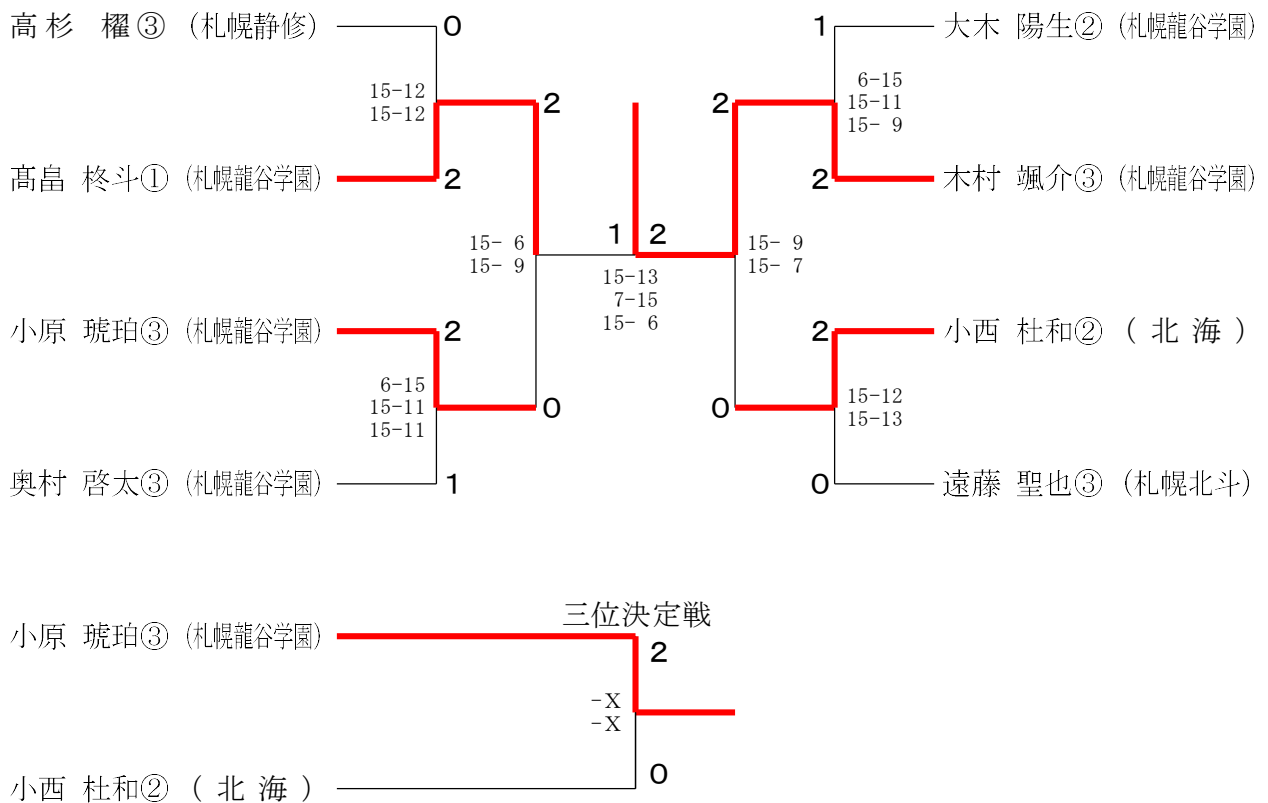 高杉 櫂③ (札幌静修) 0
1 大木 陽生② (札幌龍谷学園)
15-12
15-12
2
2
6-15
15-11
15- 9
髙畠 柊斗① (札幌龍谷学園) 2
2 木村 颯介③ (札幌龍谷学園)
15- 6
15- 9
1 2
15-13
7-15
15- 6
15- 9
15- 7
小原 琥珀③ (札幌龍谷学園) 2
2 小西 杜和② (北海)
6-15
15-11
15-11
0
0
15-12
15-13
奥村 啓太③ (札幌龍谷学園) 1
0 遠藤 聖也③ (札幌北斗)
三位決定戦
小原 琥珀③ (札幌龍谷学園) 2
-X
-X
小西 杜和② (北海) 0